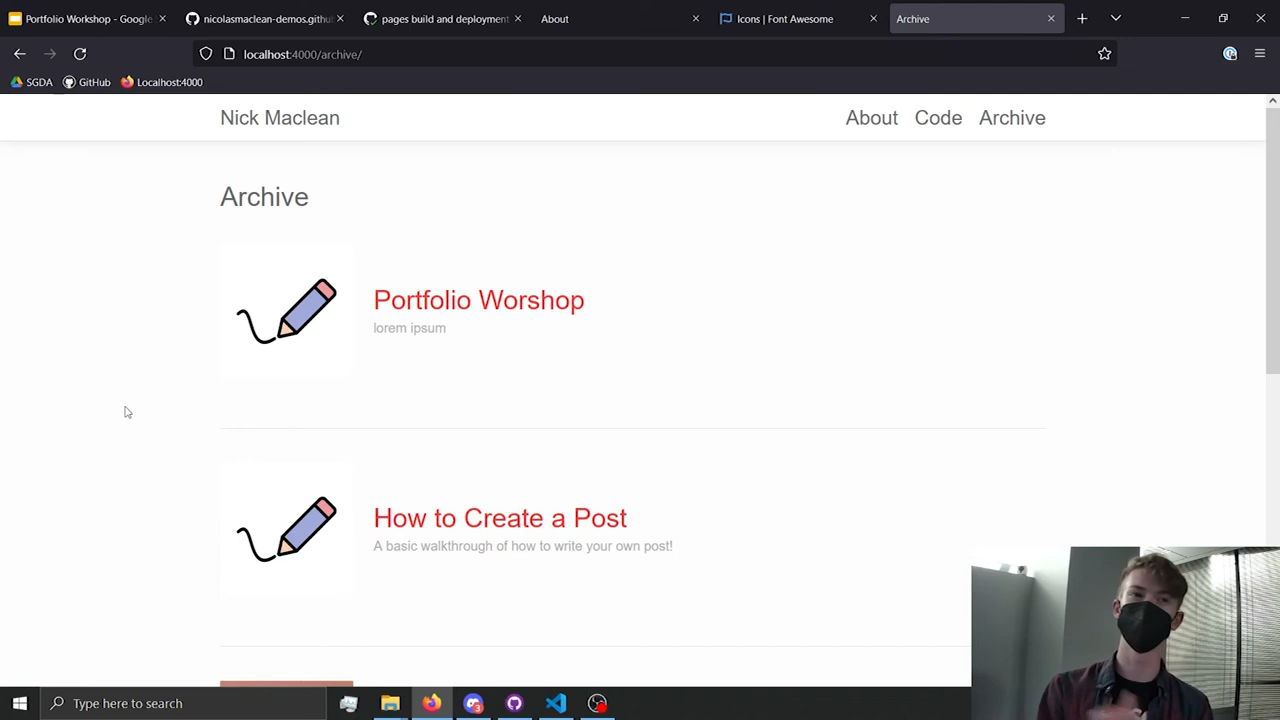 Portfolio Workshop - Google
nicolasmaclean-demos.github
pages build and deployment
About
Icons | Font Awesome
Archive
localhost:4000/archive/
SGDA
GitHub
Localhost:4000
Nick Maclean
About
Code
Archive
Archive
Portfolio Worshop
lorem ipsum
How to Create a Post
A basic walkthrough of how to write your own post!
Type here to search